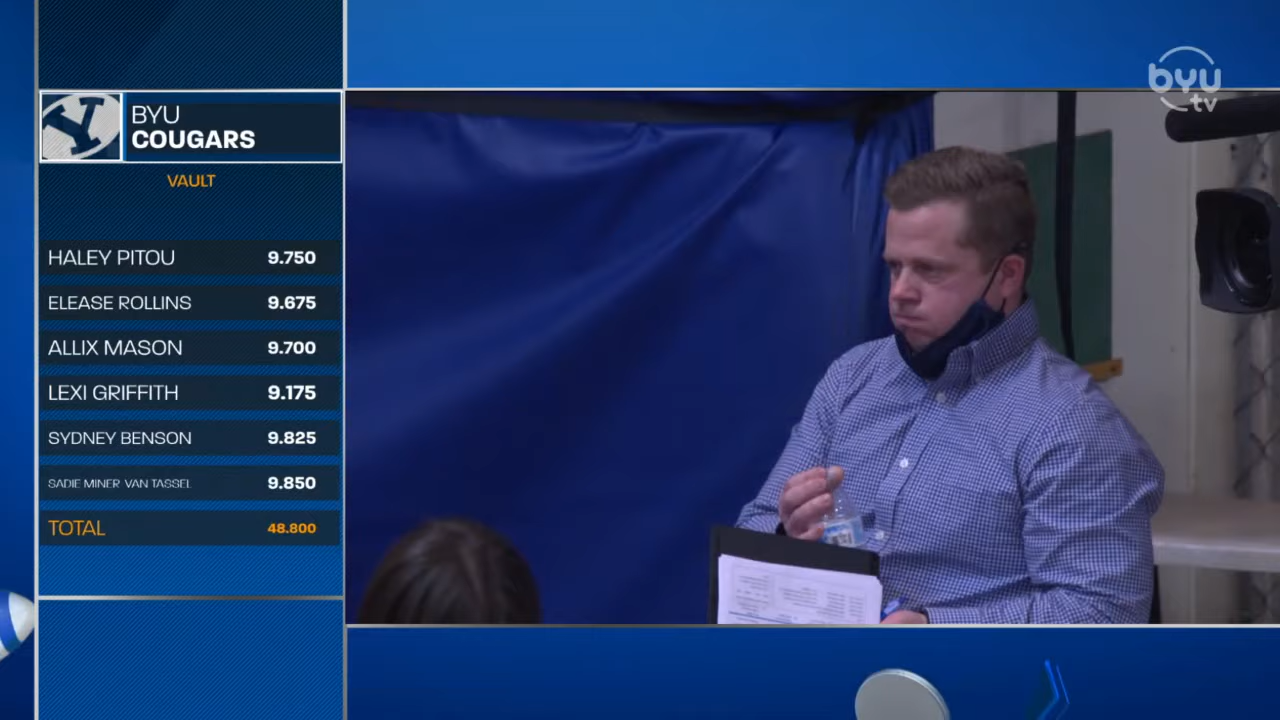 BYU
COUGARS
VAULT
HALEY PITOU 9.750
ELEASE ROLLINS 9.675
ALLIX MASON 9.700
LEXI GRIFFITH 9.175
SYDNEY BENSON 9.825
SADIE MINER VAN TASSEL 9.850
TOTAL 48.800
byu
tv